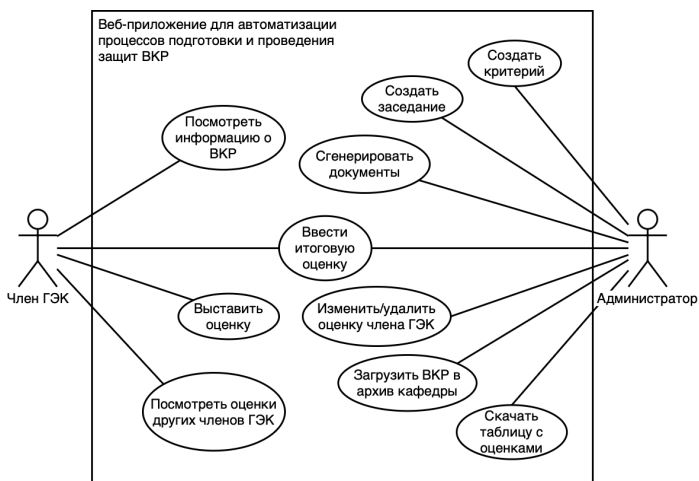 Веб-приложение для автоматизации
процессов подготовки и проведения
защит ВКР
Создать
критерий
Создать
заседание
Посмотреть
информацию о
ВКР
Сгенерировать
документы
Ввести
итоговую
оценку
Член ГЭК
Администратор
Выставить
оценку
Изменить/удалить
оценку члена ГЭК
Загрузить ВКР в
архив кафедры
Посмотреть оценки
других членов ГЭК
Скачать
таблицу с
оценками